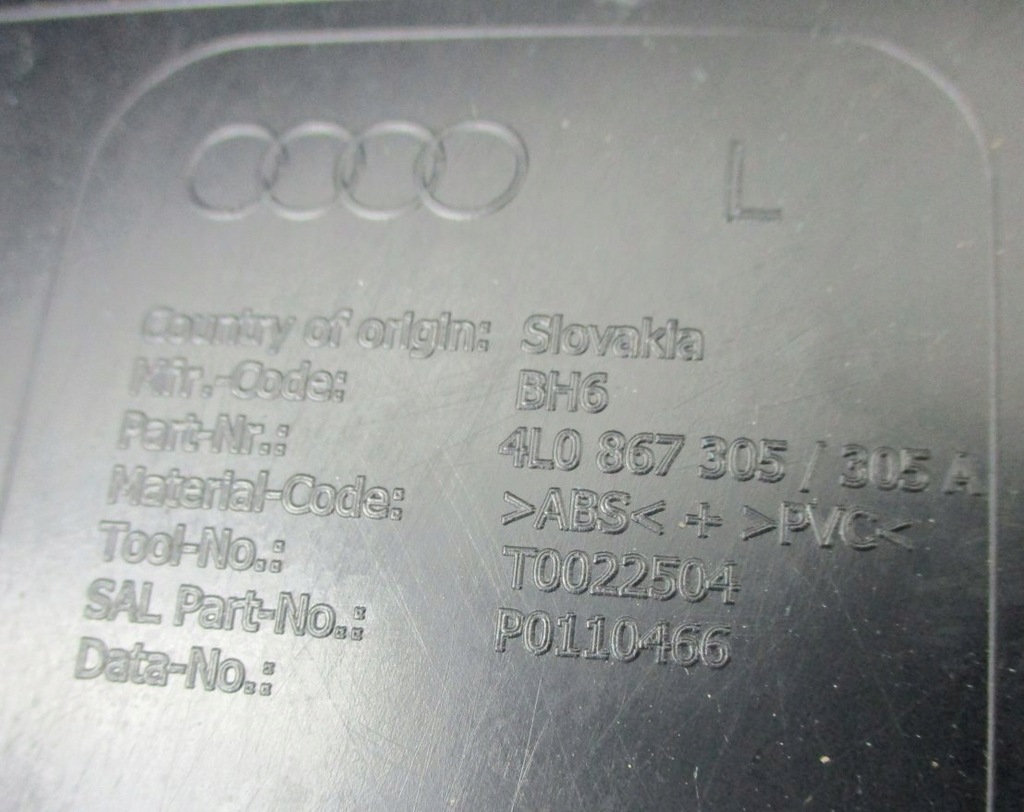 L
Country of origin: Slovakia
Mfr.-Code: BH6
Part-Nr.: 4L0 867 305 / 305 A
Material-Code: >ABS< + >PVC<
Tool-No.: T0022504
SAL Part-No.: P0110466
Data-No.: